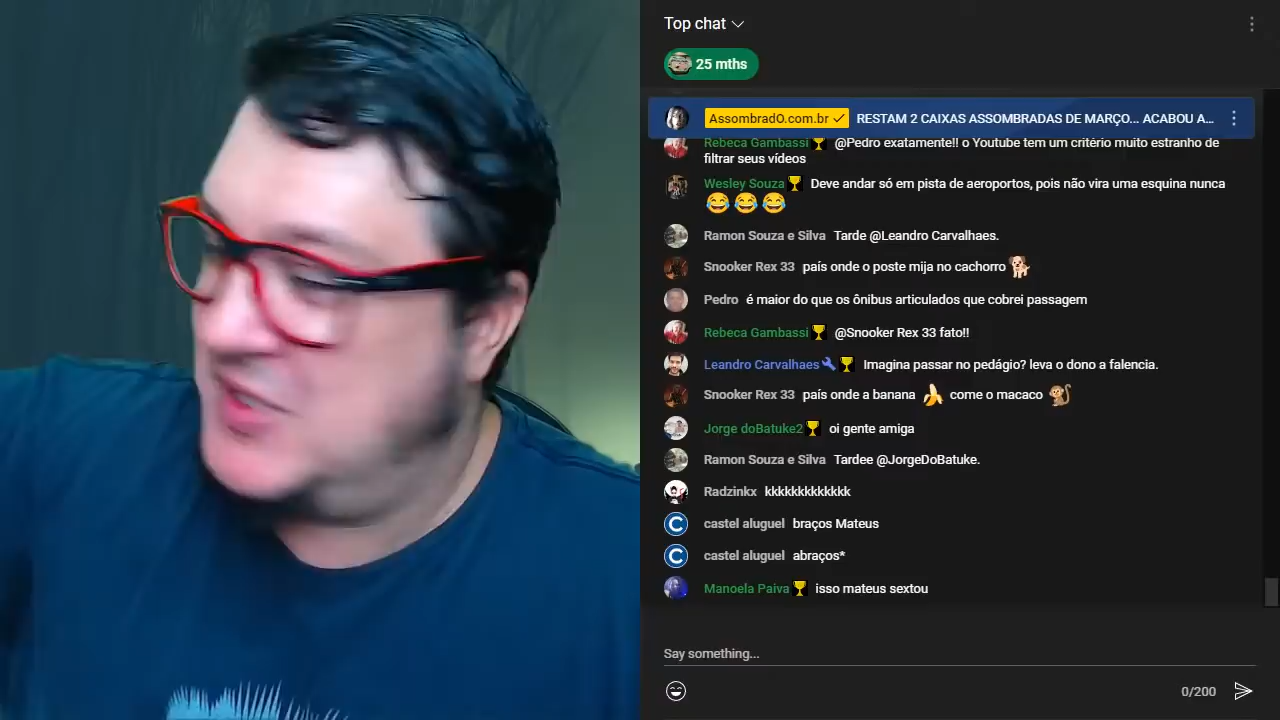 Top chat
25 mths
AssombradO.com.br RESTAM 2 CAIXAS ASSOMBRADAS DE MARÇO... ACABOU A...
Rebeca Gambassi @Pedro exatamente!! o Youtube tem um critério muito estranho de
filtrar seus vídeos
Wesley Souza Deve andar só em pista de aeroportos, pois não vira uma esquina nunca
😂😂😂
Ramon Souza e Silva Tarde @Leandro Carvalhaes.
Snooker Rex 33 país onde o poste mija no cachorro 🐕
Pedro é maior do que os ônibus articulados que cobrei passagem
Rebeca Gambassi @Snooker Rex 33 fato!!
Leandro Carvalhaes Imagina passar no pedágio? leva o dono a falencia.
Snooker Rex 33 país onde a banana 🍌 come o macaco 🐒
Jorge doBatuke2 oi gente amiga
Ramon Souza e Silva Tardee @JorgeDoBatuke.
Radzinkx kkkkkkkkkkkkk
castel aluguel braços Mateus
castel aluguel abraços*
Manoela Paiva isso mateus sextou
Say something...
0/200